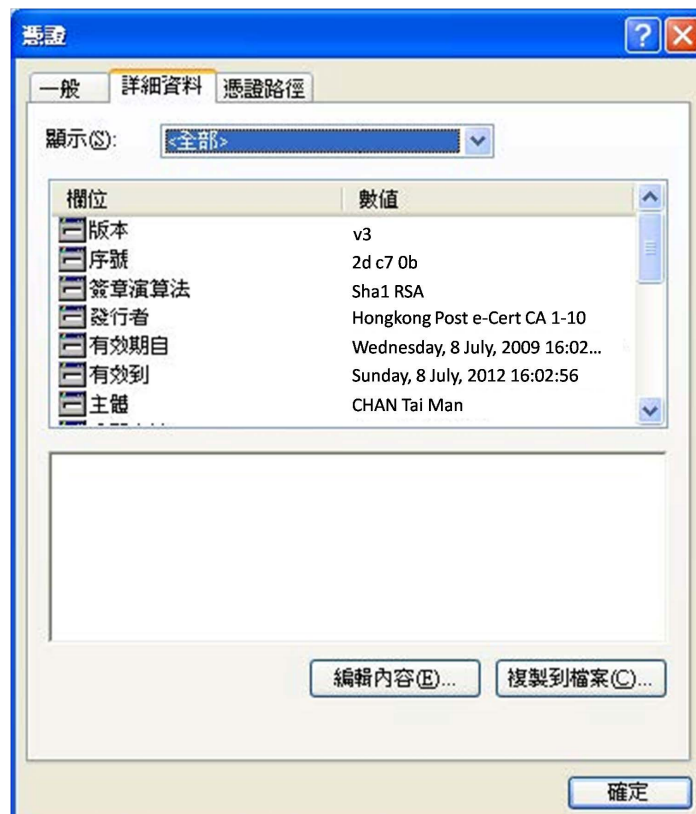 憑證
一般 詳細資料 憑證路徑
顯示(S): <全部>
欄位 數值
版本 v3
序號 2d c7 0b
簽章演算法 Sha1 RSA
發行者 Hongkong Post e-Cert CA 1-10
有效期自 Wednesday, 8 July, 2009 16:02...
有效到 Sunday, 8 July, 2012 16:02:56
主體 CHAN Tai Man
編輯內容(E)... 複製到檔案(C)...
確定